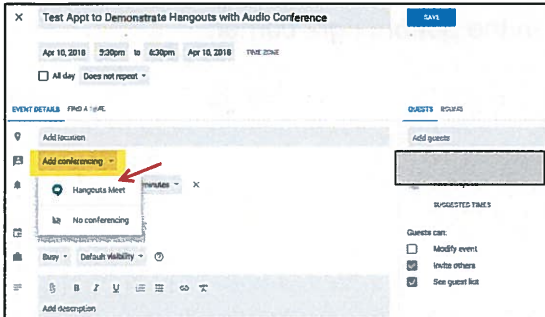 Test Appt to Demonstrate Hangouts with Audio Conference
SAVE
Apr 10, 2018 5:30pm to 6:30pm Apr 10, 2018 TIME ZONE
All day Does not repeat
EVENT DETAILS FIND A TIME
GUESTS ROOMS
Add location
Add guests
Add conferencing
Hangouts Meet
minutes
No conferencing
SUGGESTED TIMES
Guests can:
Busy Default visibility
Modify event
Invite others
See guest list
B I U
Add description